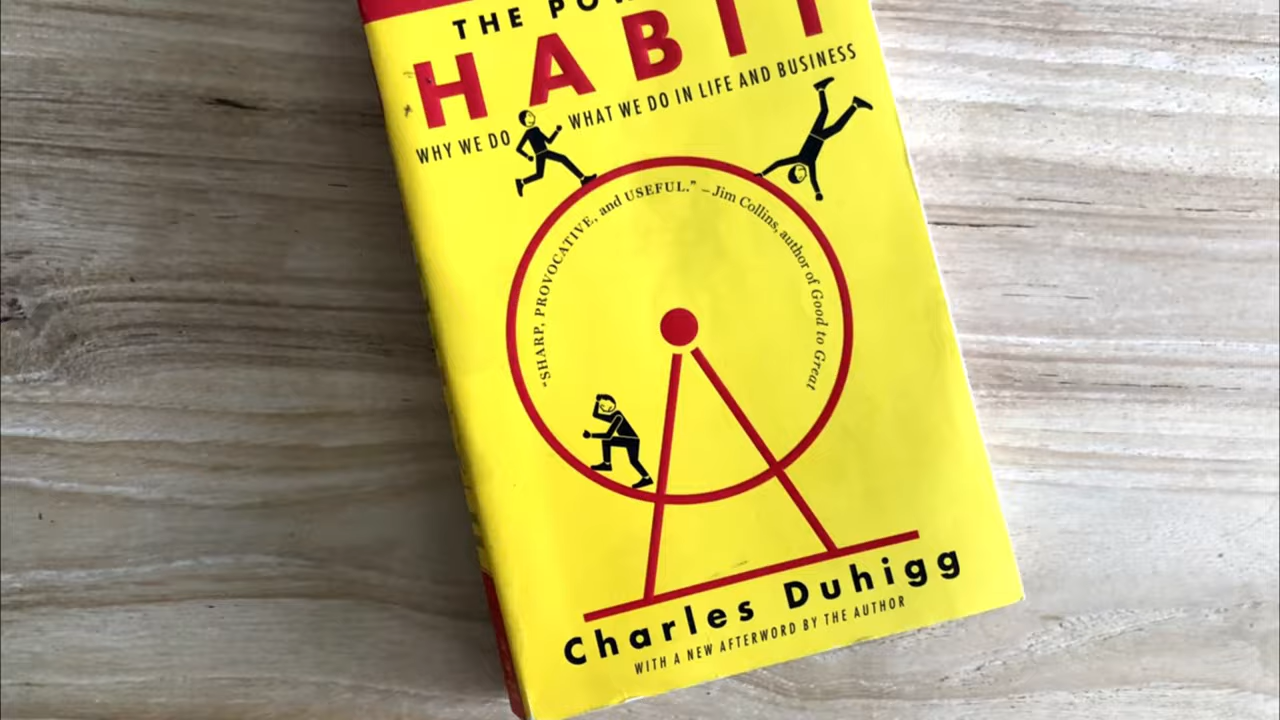 THE POW
HABIT
WHY WE DO WHAT WE DO IN LIFE AND BUSINESS
"SHARP, PROVOCATIVE, and USEFUL." –Jim Collins, author of Good to Great
Charles Duhigg
WITH A NEW AFTERWORD BY THE AUTHOR